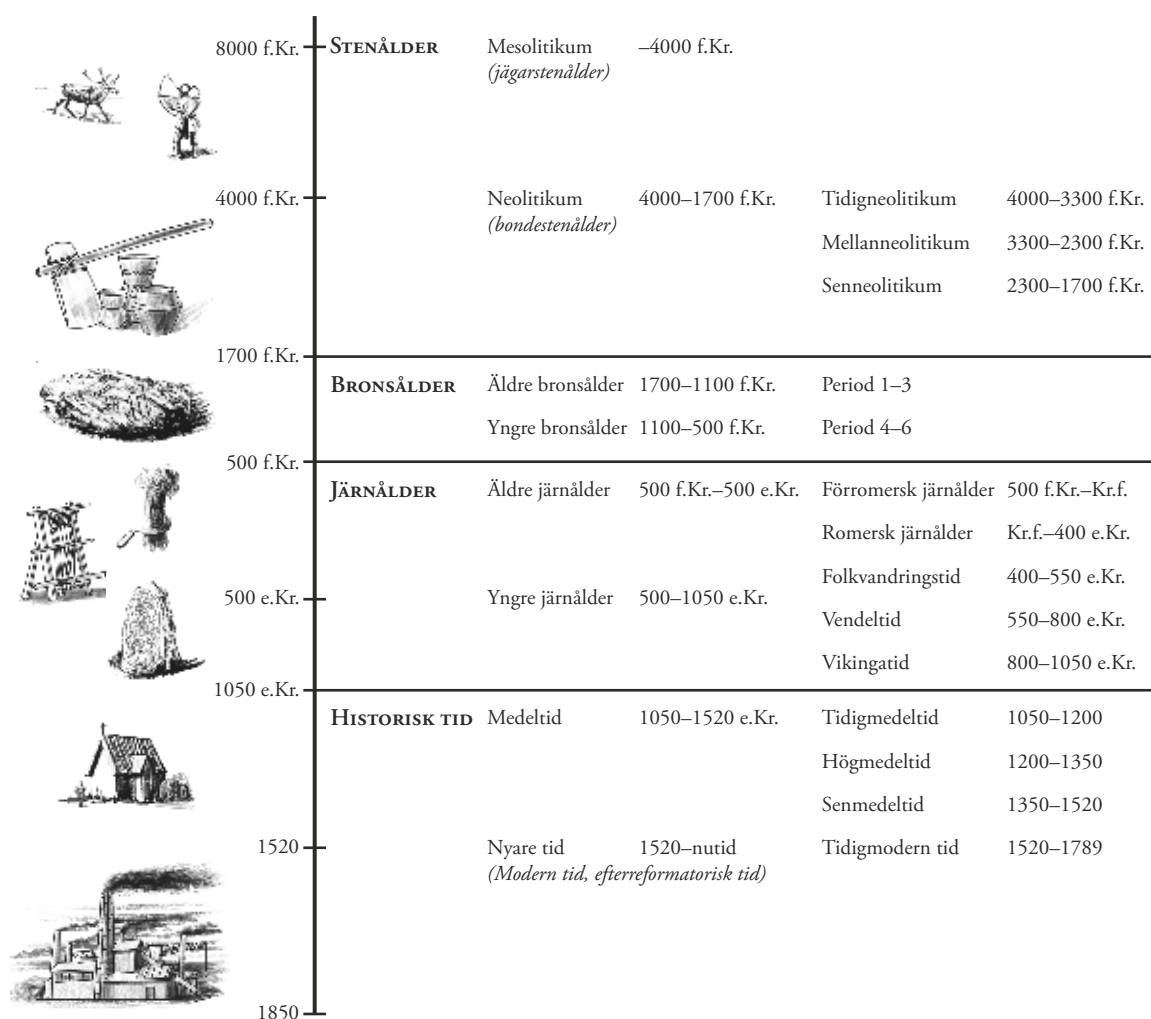 8000 f.Kr. STENÅLDER Mesolitikum –4000 f.Kr.
(jägarstenålder)
4000 f.Kr. Neolitikum 4000–1700 f.Kr. Tidigneolitikum 4000–3300 f.Kr.
(bondestenålder)
Mellanneolitikum 3300–2300 f.Kr.
Senneolitikum 2300–1700 f.Kr.
1700 f.Kr.
BRONSÅLDER Äldre bronsålder 1700–1100 f.Kr. Period 1–3
Yngre bronsålder 1100–500 f.Kr. Period 4–6
500 f.Kr.
JÄRNÅLDER Äldre järnålder 500 f.Kr.–500 e.Kr. Förromersk järnålder 500 f.Kr.–Kr.f.
Romersk järnålder Kr.f.–400 e.Kr.
Folkvandringstid 400–550 e.Kr.
500 e.Kr. Yngre järnålder 500–1050 e.Kr.
Vendeltid 550–800 e.Kr.
Vikingatid 800–1050 e.Kr.
1050 e.Kr.
HISTORISK TID Medeltid 1050–1520 e.Kr. Tidigmedeltid 1050–1200
Högmedeltid 1200–1350
Senmedeltid 1350–1520
1520 Nyare tid 1520–nutid Tidigmodern tid 1520–1789
(Modern tid, efterreformatorisk tid)
1850